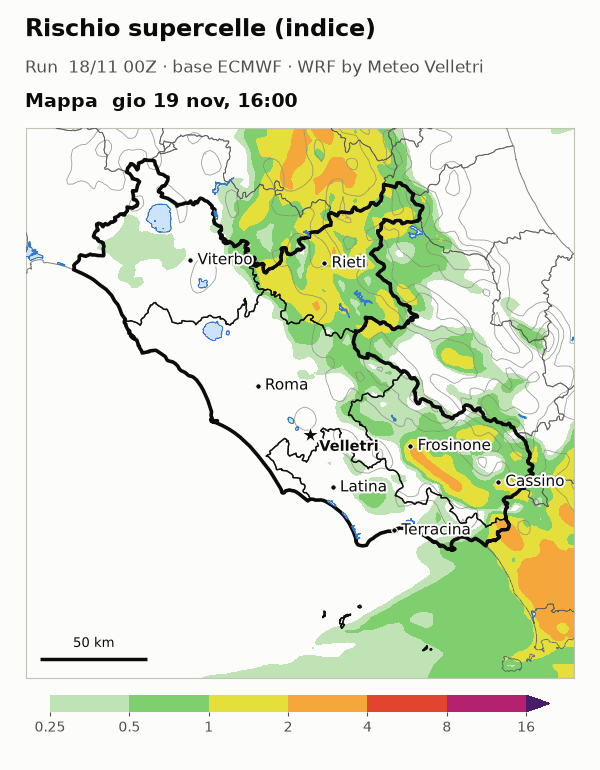 Rischio supercelle (indice)
Run  18/11 00Z · base ECMWF · WRF by Meteo Velletri
Mappa  gio 19 nov, 16:00
Viterbo
Rieti
Roma
Velletri
Frosinone
Cassino
Latina
Terracina
50 km
0.25 0.5 1 2 4 8 16